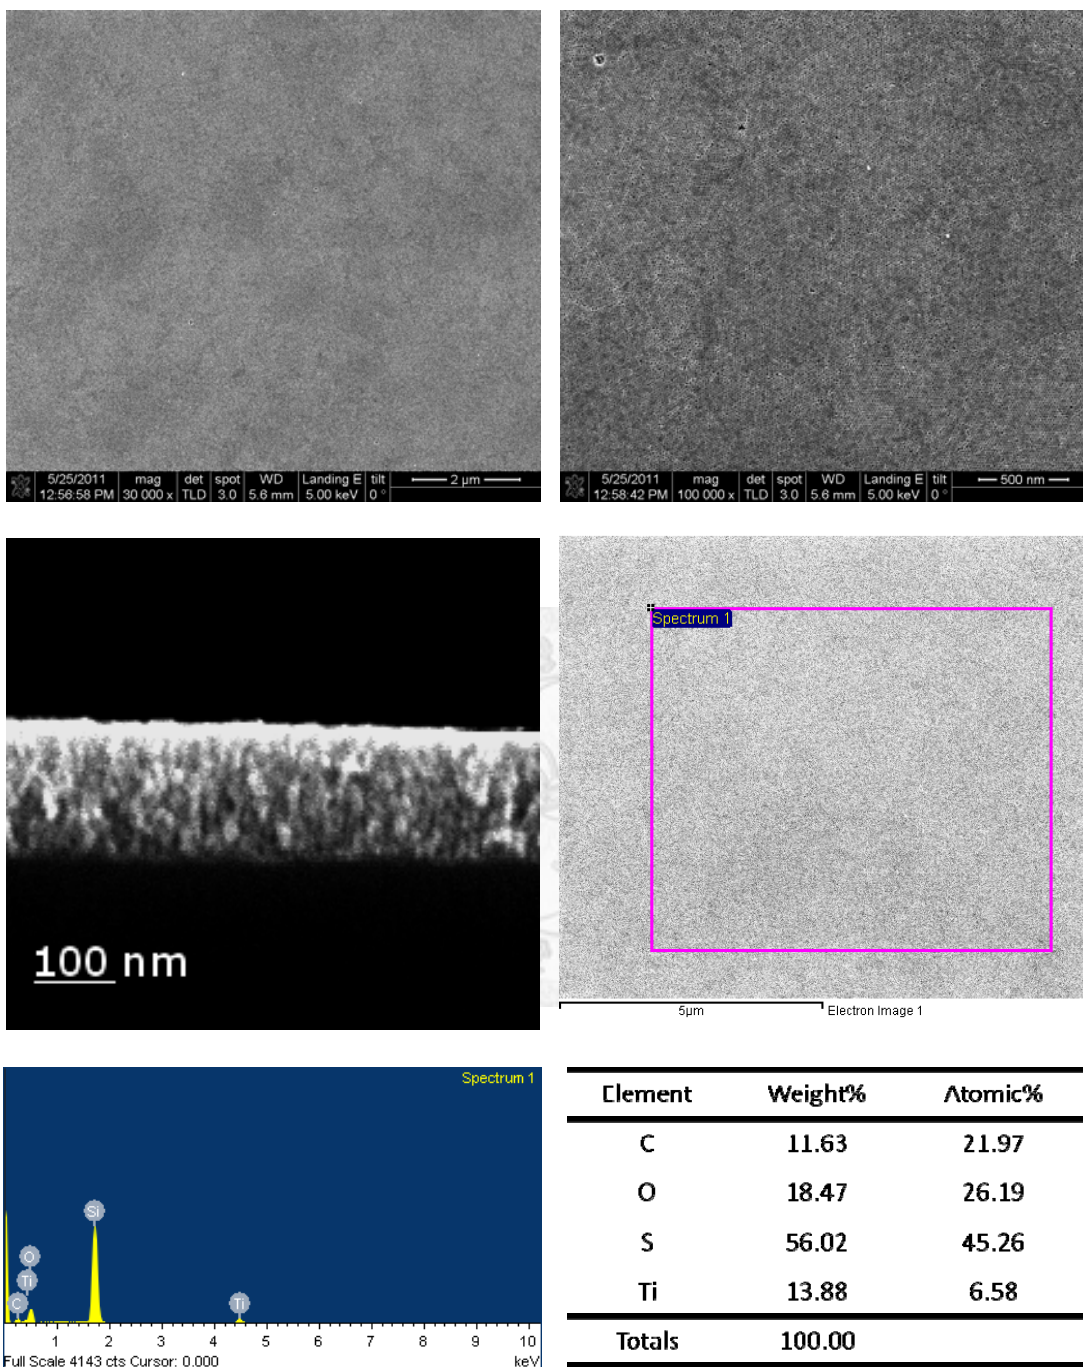 5/25/2011 mag det spot WD Landing E tilt
12:56:58 PM 30 000 x TLD 3.0 5.6 mm 5.00 keV 0 ° 2 µm
5/25/2011 mag det spot WD Landing E tilt
12:58:42 PM 100 000 x TLD 3.0 5.6 mm 5.00 keV 0 ° 500 nm
100 nm
Spectrum 1
5µm Electron Image 1
Spectrum 1
Si
O
Ti
C Ti
1 2 3 4 5 6 7 8 9 10
Full Scale 4143 cts Cursor: 0.000 keV
Element Weight% Atomic%
C 11.63 21.97
O 18.47 26.19
S 56.02 45.26
Ti 13.88 6.58
Totals 100.00